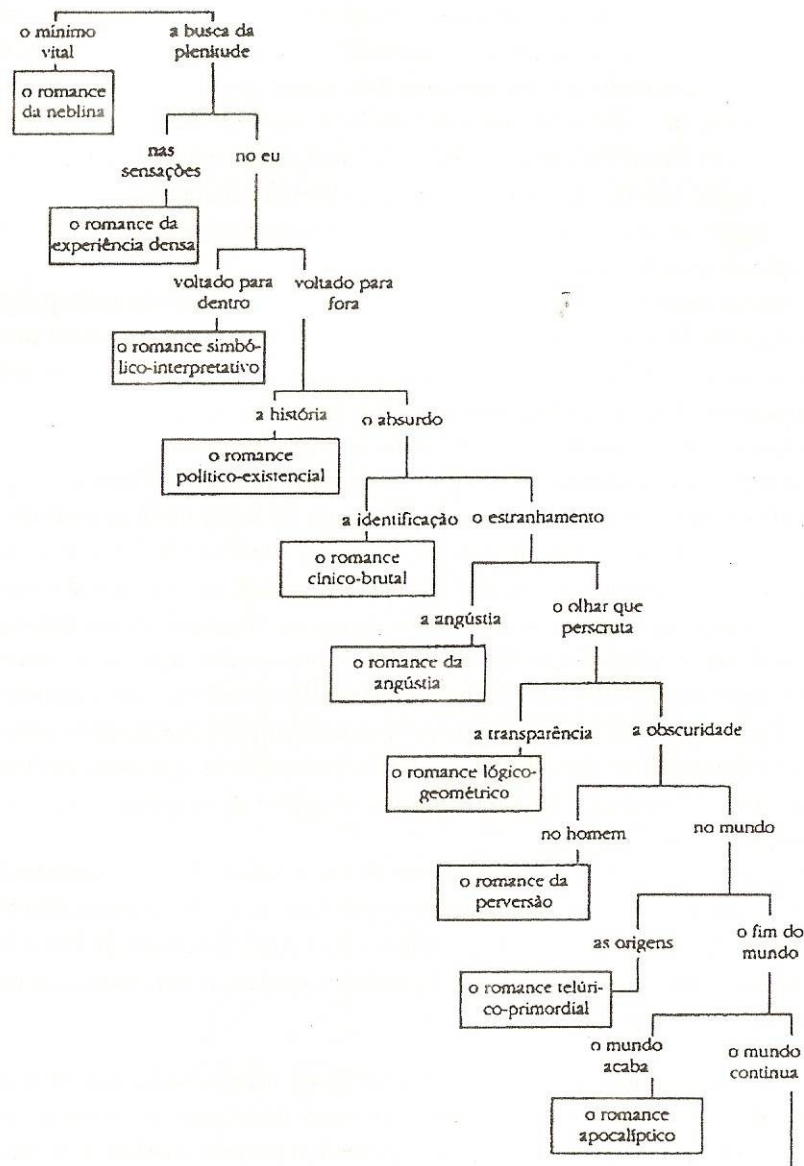 o mínimo
vital
a busca da
plenitude
o romance
da neblina
nas
sensações
no eu
o romance da
experiência densa
voltado para
dentro
voltado para
fora
o romance simbó-
lico-interpretativo
a história
o absurdo
o romance
político-existencial
a identificação
o estranhamento
o romance
cínico-brutal
a angústia
o olhar que
perscruta
o romance da
angústia
a transparência
a obscuridade
o romance lógico-
geométrico
no homem
no mundo
o romance da
perversão
as origens
o fim do
mundo
o romance telúri-
co-primordial
o mundo
acaba
o mundo
continua
o romance
apocalíptico